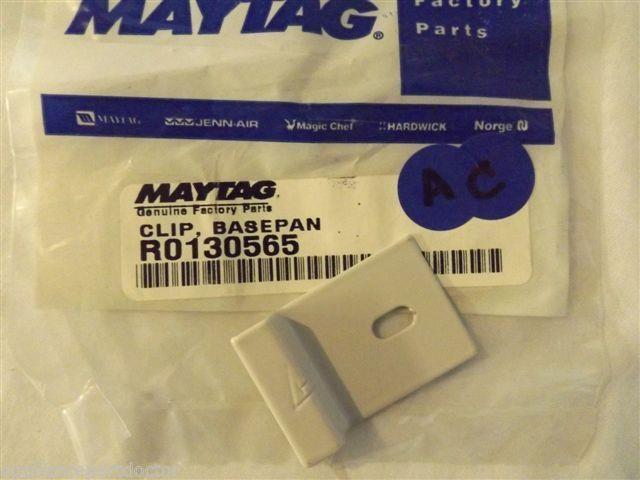 MAYTAG®
Factory
Parts
MAYTAG JENN-AIR Magic Chef HARDWICK Norge
MAYTAG
Genuine Factory Parts
CLIP, BASEPAN
R0130565
AC